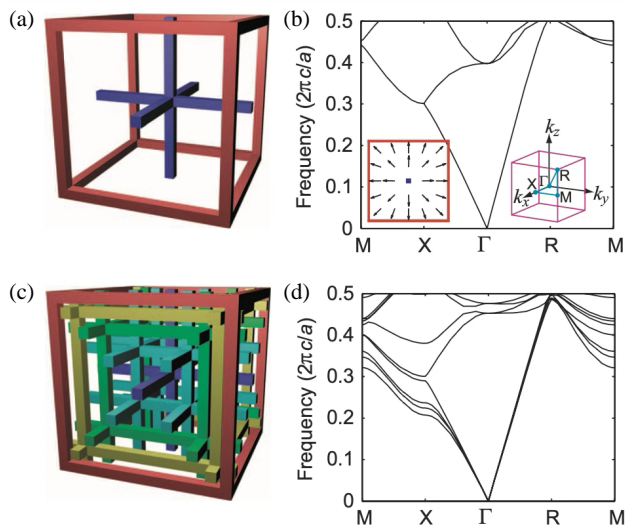 (a)
(b)
Frequency (2πc/a)
0.5
0.4
0.3
0.2
0.1
0
M X Γ R M
k_z
R
Γ
X
k_x
k_y
M
(c)
(d)
Frequency (2πc/a)
0.5
0.4
0.3
0.2
0.1
0
M X Γ R M